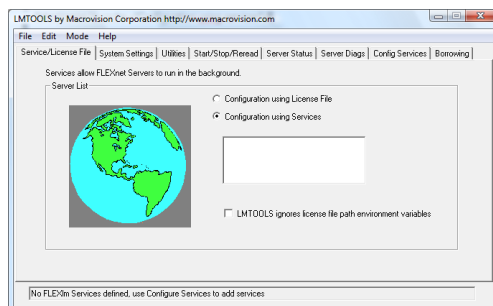 LMTOOLS by Macrovision Corporation http://www.macrovision.com
File Edit Mode Help
Service/License File System Settings Utilities Start/Stop/Reread Server Status Server Diags Config Services Borrowing
Services allow FLEXnet Servers to run in the background.
Server List
Configuration using License File
Configuration using Services
LMTOOLS ignores license file path environment variables
No FLEXlm Services defined, use Configure Services to add services